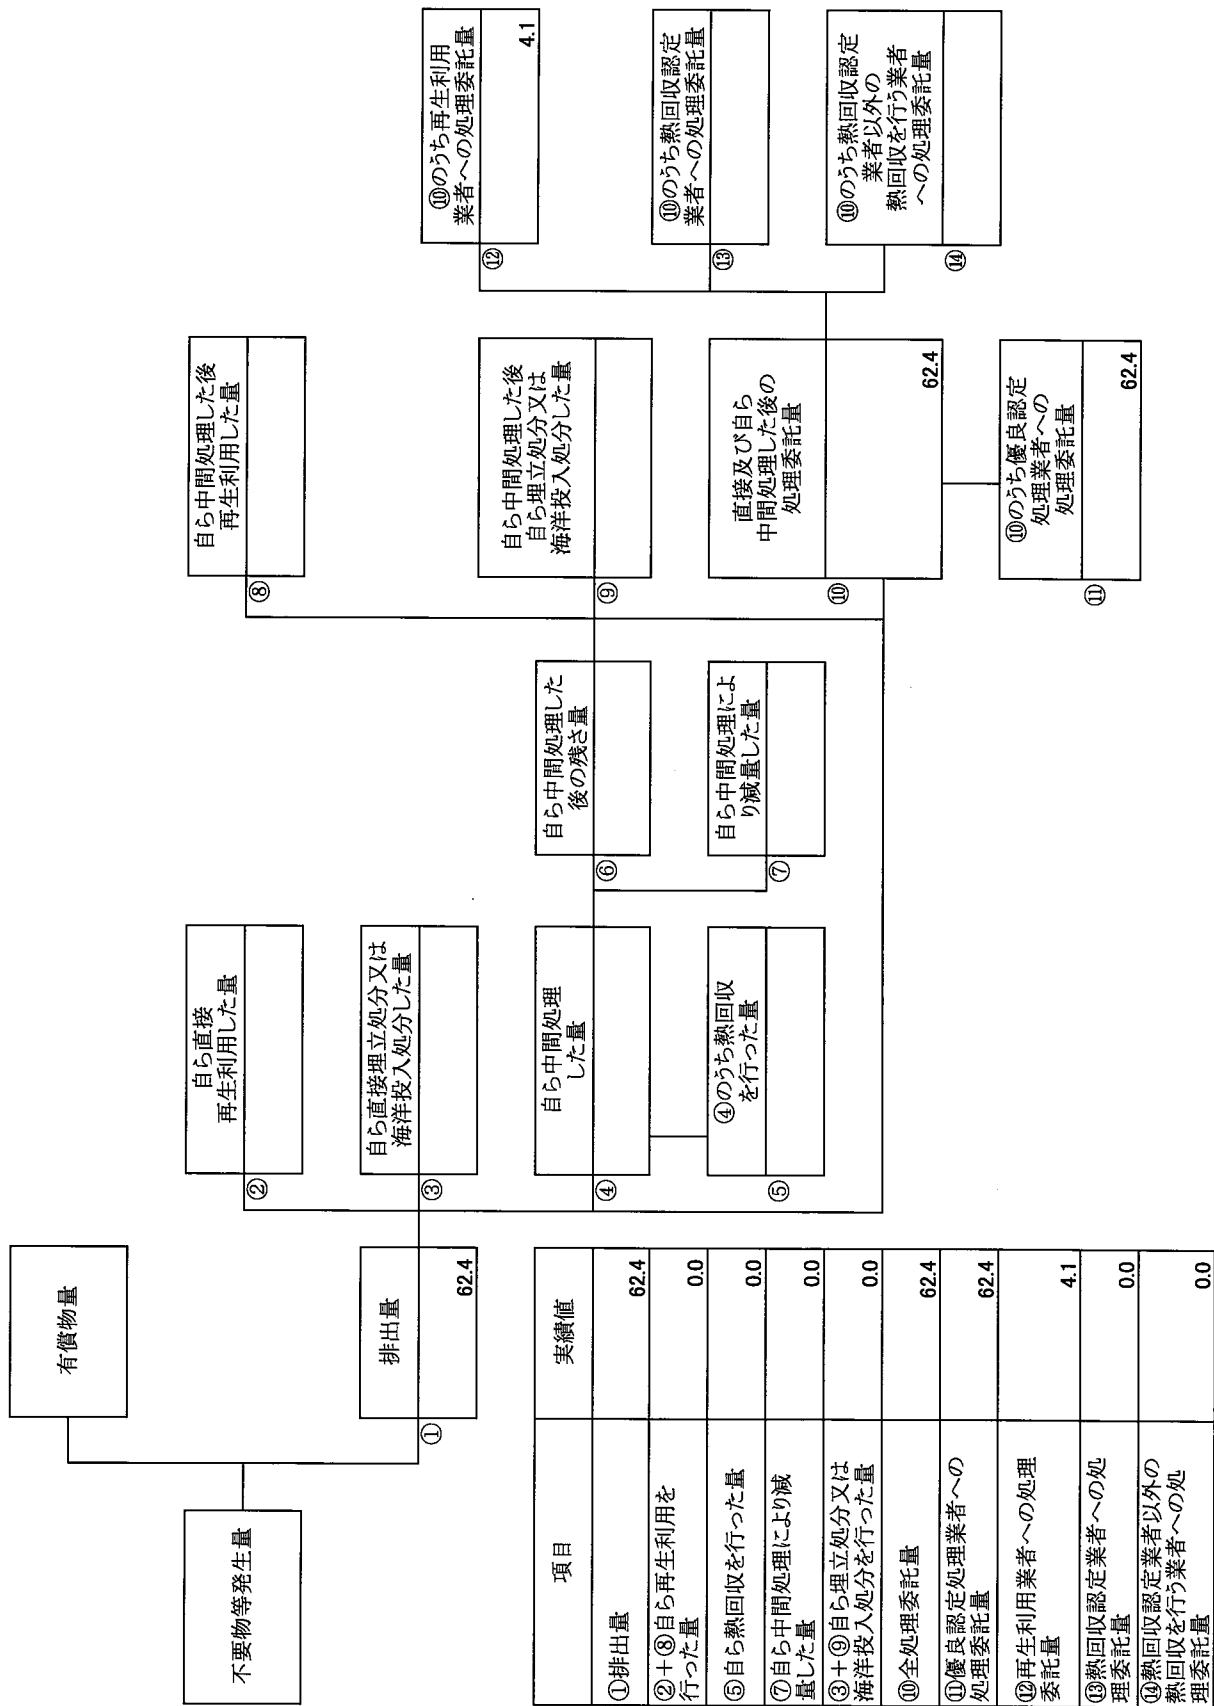 不要物等発生量
有償物量
排出量
①
62.4
自ら直接
再生利用した量
②
自ら直接埋立処分又は
海洋投入処分した量
③
自ら中間処理
した量
④
④のうち熱回収
を行った量
⑤
自ら中間処理した
後の残さ量
⑥
自ら中間処理によ
り減量した量
⑦
自ら中間処理した後
再生利用した量
⑧
自ら中間処理した後
自ら埋立処分又は
海洋投入処分した量
⑨
直接及び自ら
中間処理した後の
処理委託量
⑩
62.4
⑩のうち優良認定
処理業者への
処理委託量
⑪
62.4
⑩のうち再生利用
業者への処理委託量
⑫
4.1
⑩のうち熱回収認定
業者への処理委託量
⑬
⑩のうち熱回収認定
業者以外の
熱回収を行う業者
への処理委託量
⑭
項目 実績値
①排出量 62.4
②+⑧自ら再生利用を
行った量 0.0
⑤自ら熱回収を行った量 0.0
⑦自ら中間処理により減
量した量 0.0
③+⑨自ら埋立処分又は
海洋投入処分を行った量 0.0
⑩全処理委託量 62.4
⑪優良認定処理業者への
処理委託量 62.4
⑫再生利用業者への処理
委託量 4.1
⑬熱回収認定業者への処
理委託量 0.0
⑭熱回収認定業者以外の
熱回収を行う業者への処
理委託量 0.0